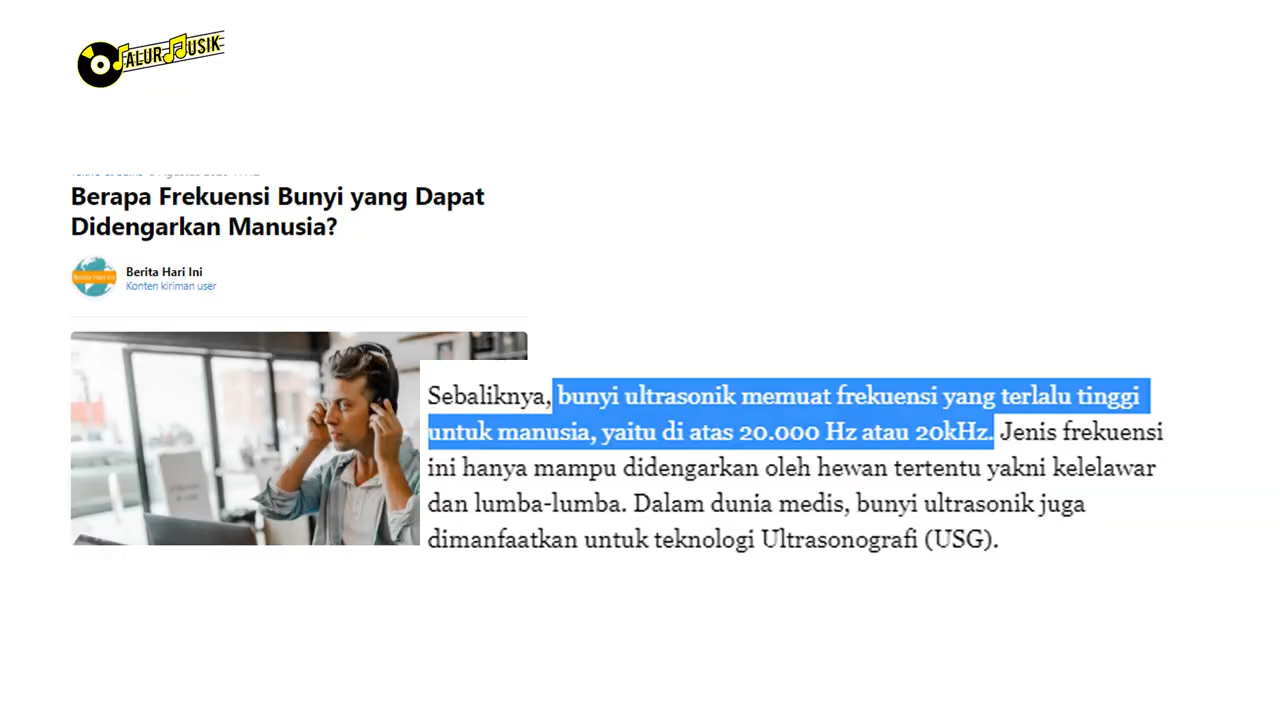 ALUR MUSIK
Berapa Frekuensi Bunyi yang Dapat
Didengarkan Manusia?
Berita Hari Ini
Konten kiriman user
Sebaliknya, bunyi ultrasonik memuat frekuensi yang terlalu tinggi
untuk manusia, yaitu di atas 20.000 Hz atau 20kHz. Jenis frekuensi
ini hanya mampu didengarkan oleh hewan tertentu yakni kelelawar
dan lumba-lumba. Dalam dunia medis, bunyi ultrasonik juga
dimanfaatkan untuk teknologi Ultrasonografi (USG).